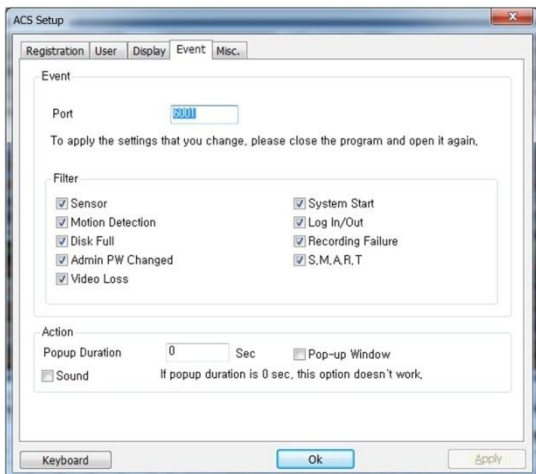 ACS Setup
Registration User Display Event Misc.
Event
Port 6001
To apply the settings that you change, please close the program and open it again.
Filter
Sensor System Start
Motion Detection Log In/Out
Disk Full Recording Failure
Admin PW Changed S.M.A.R.T
Video Loss
Action
Popup Duration 0 Sec Pop-up Window
Sound If popup duration is 0 sec, this option doesn't work.
Keyboard Ok Apply